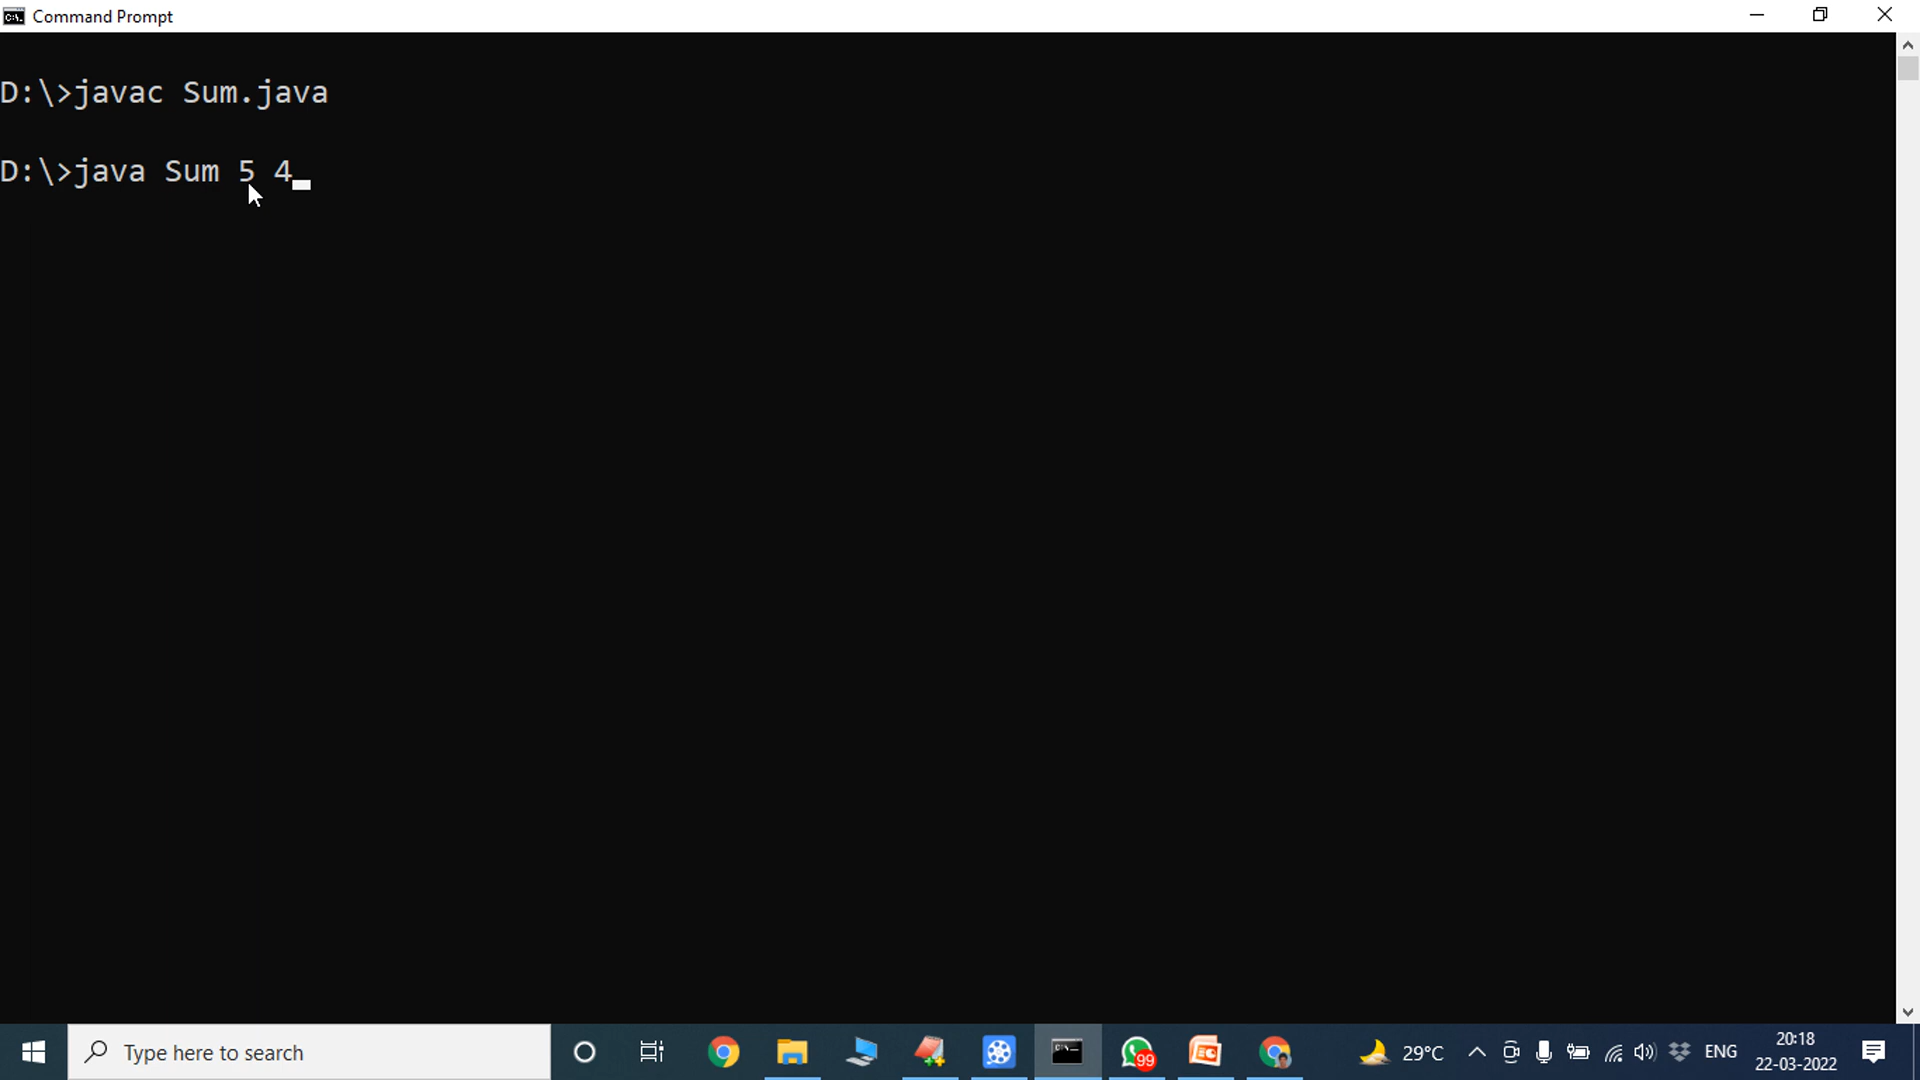 Command Prompt
D:\>javac Sum.java
D:\>java Sum 5 4
Type here to search
99
29°C
ENG
20:18
22-03-2022